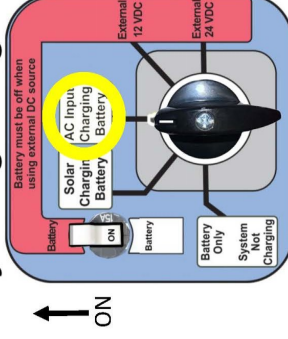 Battery must be off when
using external DC source
External
12 VDC
External
24 VDC
AC Input
Charging
Battery
Solar
Charging
Battery
Battery
ON
Battery
Battery
Only
System
Not
Charging
ON